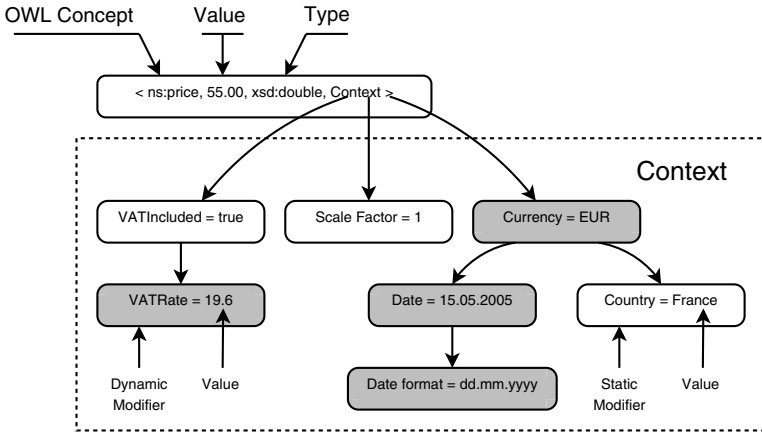 OWL Concept
Value
Type
< ns:price, 55.00, xsd:double, Context >
Context
VATIncluded = true
Scale Factor = 1
Currency = EUR
VATRate = 19.6
Date = 15.05.2005
Country = France
Dynamic
Modifier
Value
Date format = dd.mm.yyyy
Static
Modifier
Value